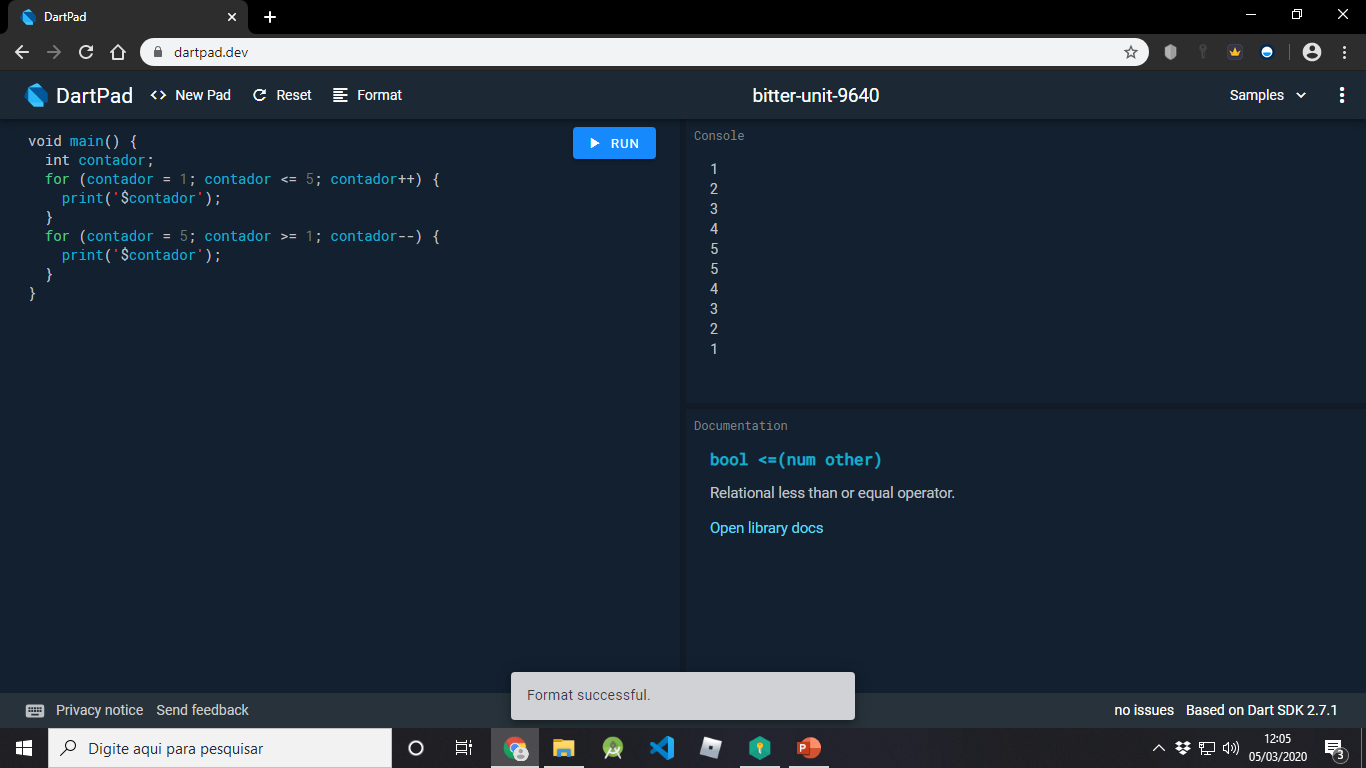 DartPad
dartpad.dev
DartPad
New Pad
Reset
Format
bitter-unit-9640
Samples
void main() {
  int contador;
  for (contador = 1; contador <= 5; contador++) {
    print('$contador');
  }
  for (contador = 5; contador >= 1; contador--) {
    print('$contador');
  }
}
RUN
Console
1
2
3
4
5
5
4
3
2
1
Documentation
bool <=(num other)
Relational less than or equal operator.
Open library docs
Format successful.
Privacy notice
Send feedback
no issues
Based on Dart SDK 2.7.1
Digite aqui para pesquisar
P
12:05
05/03/2020
3